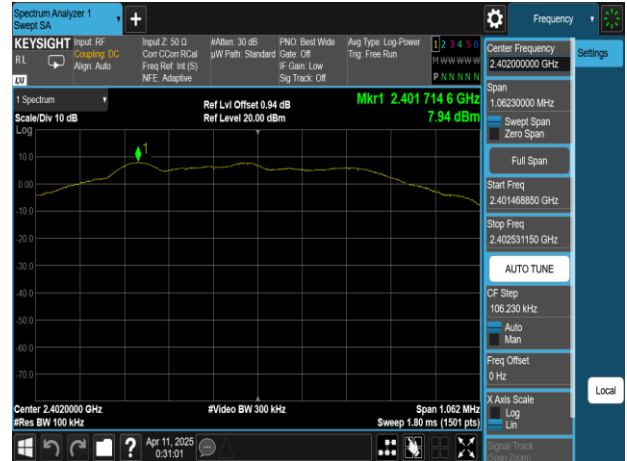 Spectrum Analyzer 1
Swept SA
Frequency
KEYSIGHT
RL
LXI
Input: RF
Coupling: DC
Align: Auto
Input Z: 50 Ω
Corr CCorr RCal
Freq Ref: Int (S)
NFE: Adaptive
#Atten: 30 dB
µW Path: Standard
PNO: Best Wide
Gate: Off
IF Gain: Low
Sig Track: Off
Avg Type: Log-Power
Trig: Free Run
1 2 3 4 5 6
M W W W W W
P N N N N N
1 Spectrum
Scale/Div 10 dB
Ref Lvl Offset 0.94 dB
Ref Level 20.00 dBm
Mkr1 2.401 714 6 GHz
7.94 dBm
Log
1
10.0
0.00
-10.0
-20.0
-30.0
-40.0
-50.0
-60.0
-70.0
Center 2.4020000 GHz
#Res BW 100 kHz
#Video BW 300 kHz
Span 1.062 MHz
Sweep 1.80 ms (1501 pts)
Apr 11, 2025
0:31:01
Center Frequency
2.402000000 GHz
Span
1.06230000 MHz
Swept Span
Zero Span
Full Span
Start Freq
2.401468850 GHz
Stop Freq
2.402531150 GHz
AUTO TUNE
CF Step
106.230 kHz
Auto
Man
Freq Offset
0 Hz
X Axis Scale
Log
Lin
Signal Track
(Span Zoom)
Settings
Local